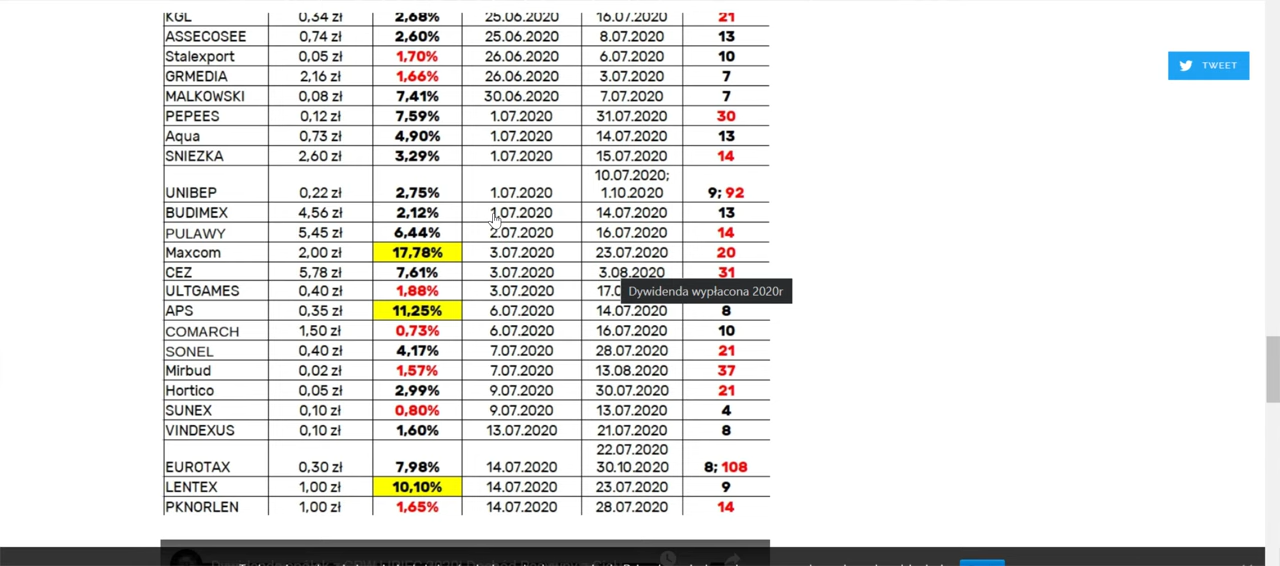 KGL 0,34 zł 2,68% 25.06.2020 16.07.2020 21
ASSECOSEE 0,74 zł 2,60% 25.06.2020 8.07.2020 13
Stalexport 0,05 zł 1,70% 26.06.2020 6.07.2020 10
GRMEDIA 2,16 zł 1,66% 26.06.2020 3.07.2020 7
MALKOWSKI 0,08 zł 7,41% 30.06.2020 7.07.2020 7
PEPEES 0,12 zł 7,59% 1.07.2020 31.07.2020 30
Aqua 0,73 zł 4,90% 1.07.2020 14.07.2020 13
SNIEZKA 2,60 zł 3,29% 1.07.2020 15.07.2020 14
10.07.2020;
UNIBEP 0,22 zł 2,75% 1.07.2020 1.10.2020 9; 92
BUDIMEX 4,56 zł 2,12% 1.07.2020 14.07.2020 13
PULAWY 5,45 zł 6,44% 2.07.2020 16.07.2020 14
Maxcom 2,00 zł 17,78% 3.07.2020 23.07.2020 20
CEZ 5,78 zł 7,61% 3.07.2020 3.08.2020 31
ULTGAMES 0,40 zł 1,88% 3.07.2020
Dywidenda wypłacona 2020r
APS 0,35 zł 11,25% 6.07.2020 14.07.2020 8
COMARCH 1,50 zł 0,73% 6.07.2020 16.07.2020 10
SONEL 0,40 zł 4,17% 7.07.2020 28.07.2020 21
Mirbud 0,02 zł 1,57% 7.07.2020 13.08.2020 37
Hortico 0,05 zł 2,99% 9.07.2020 30.07.2020 21
SUNEX 0,10 zł 0,80% 9.07.2020 13.07.2020 4
VINDEXUS 0,10 zł 1,60% 13.07.2020 21.07.2020 8
22.07.2020
EUROTAX 0,30 zł 7,98% 14.07.2020 30.10.2020 8; 108
LENTEX 1,00 zł 10,10% 14.07.2020 23.07.2020 9
PKNORLEN 1,00 zł 1,65% 14.07.2020 28.07.2020 14
TWEET